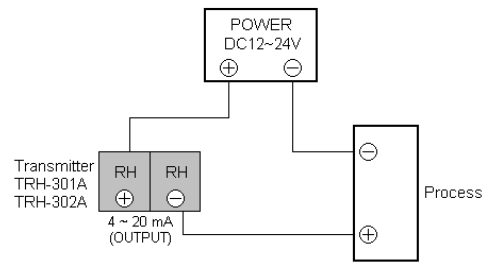 POWER
DC12~24V
⊕ ⊖
Transmitter
TRH-301A
TRH-302A
RH RH
⊕ ⊖
4 ~ 20 mA
(OUTPUT)
⊖
⊕
Process